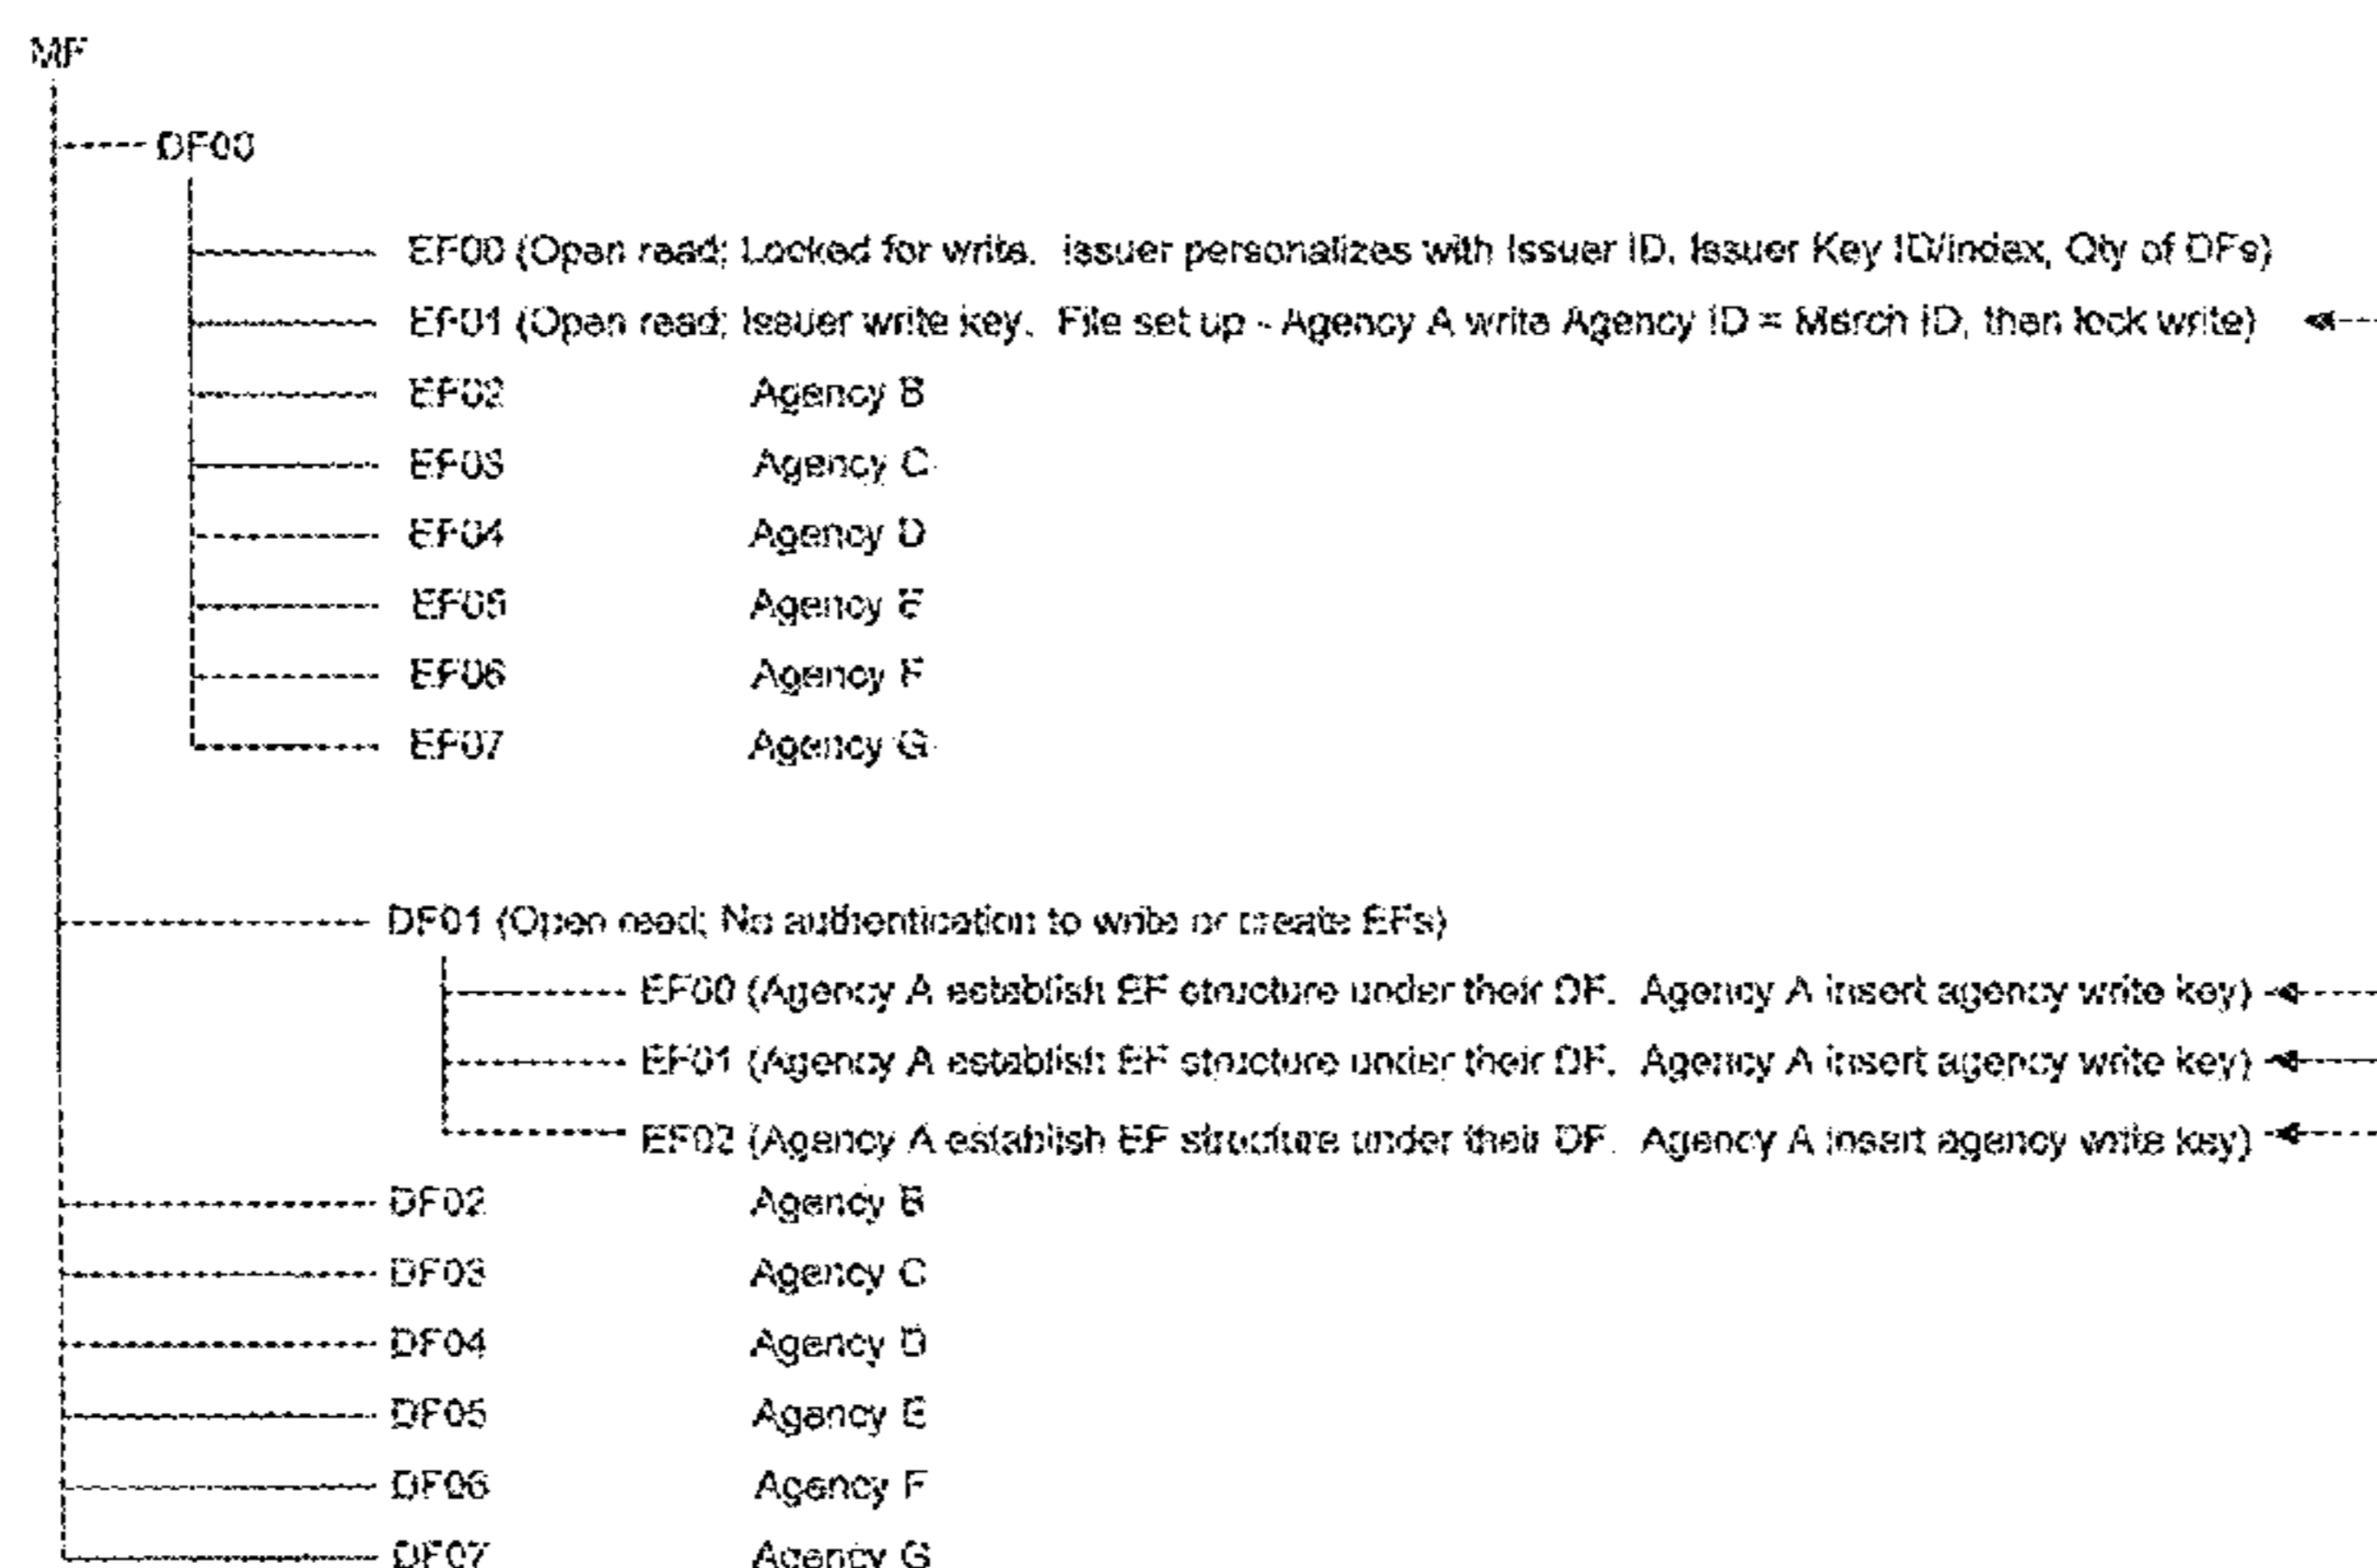 MF
DF00
EF00 (Open read; Locked for write. Issuer personalizes with Issuer ID, Issuer Key ID/index, Qty of DFs)
EF01 (Open read; Issuer write key. File set up - Agency A write Agency ID = Merch ID, then lock write)
EF02 Agency B
EF03 Agency C
EF04 Agency D
EF05 Agency E
EF06 Agency F
EF07 Agency G
DF01 (Open read; No authentication to write or create EFs)
EF00 (Agency A establish EF structure under their DF. Agency A insert agency write key)
EF01 (Agency A establish EF structure under their DF. Agency A insert agency write key)
EF02 (Agency A establish EF structure under their DF. Agency A insert agency write key)
DF02 Agency B
DF03 Agency C
DF04 Agency D
DF05 Agency E
DF06 Agency F
DF07 Agency G